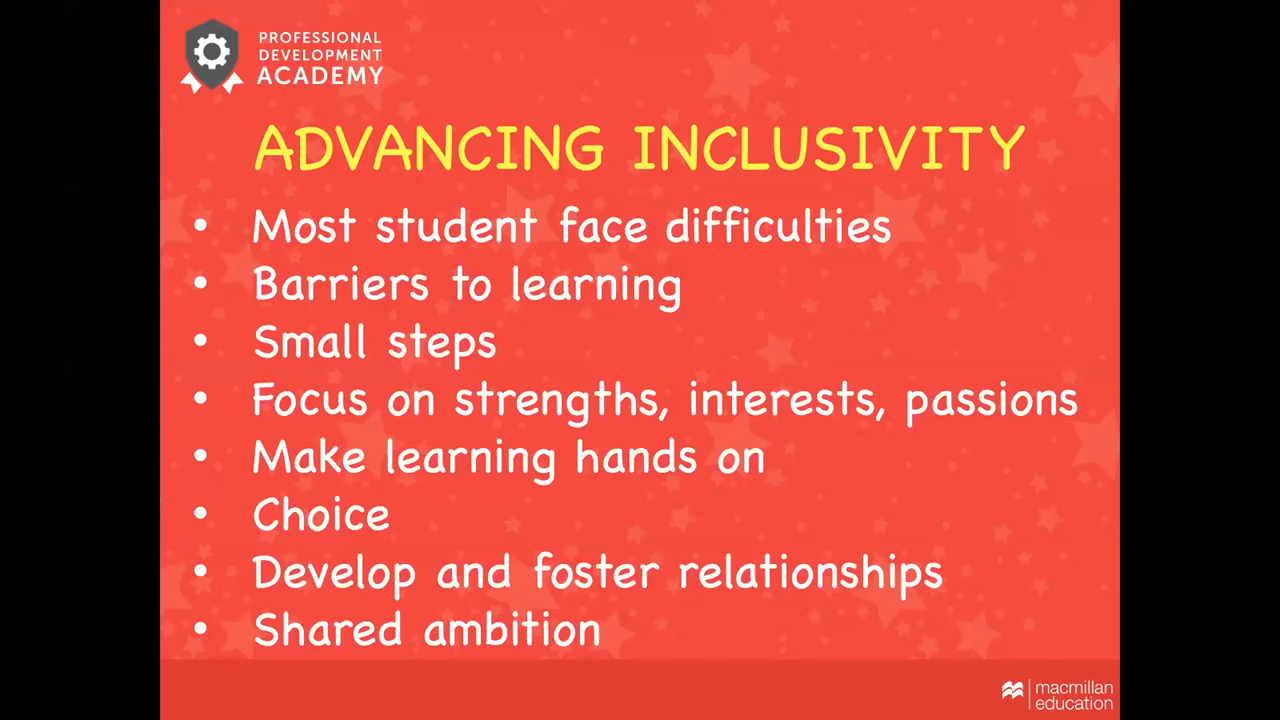 PROFESSIONAL
DEVELOPMENT
ACADEMY
ADVANCING INCLUSIVITY
• Most student face difficulties
• Barriers to learning
• Small steps
• Focus on strengths, interests, passions
• Make learning hands on
• Choice
• Develop and foster relationships
• Shared ambition
macmillan
education